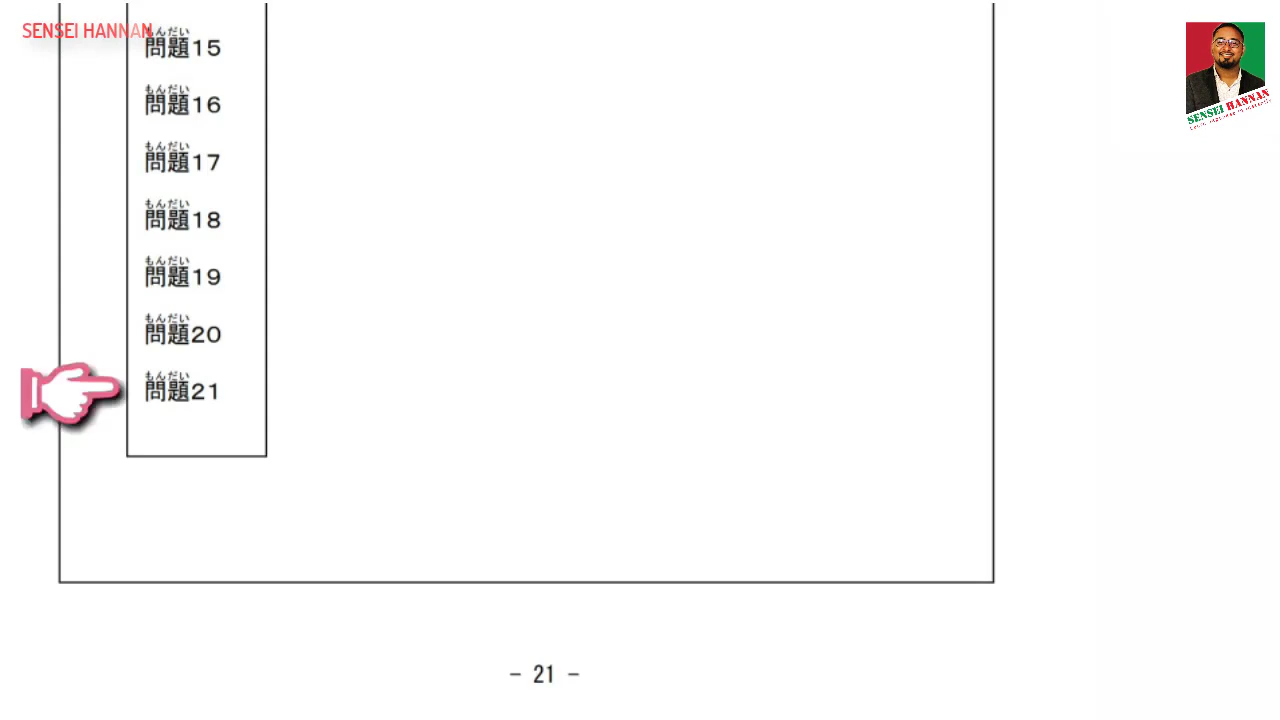 SENSEI HANNAN
もんだい
問題15
もんだい
問題16
もんだい
問題17
もんだい
問題18
もんだい
問題19
もんだい
問題20
もんだい
問題21
SENSEI HANNAN
- 21 -